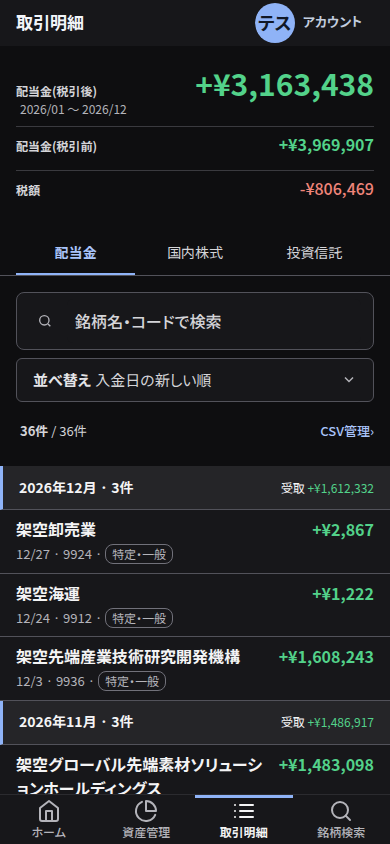 取引明細
テス アカウント
配当金(税引後) +¥3,163,438
2026/01 ～ 2026/12
配当金(税引前) +¥3,969,907
税額 -¥806,469
配当金 国内株式 投資信託
銘柄名・コードで検索
並べ替え 入金日の新しい順
36件 / 36件 CSV管理›
2026年12月・3件 受取 +¥1,612,332
架空卸売業 +¥2,867
12/27・9924・ 特定・一般
架空海運 +¥1,222
12/24・9912・ 特定・一般
架空先端産業技術研究開発機構 +¥1,608,243
12/3・9936・ 特定・一般
2026年11月・3件 受取 +¥1,486,917
架空グローバル先端素材ソリューシ +¥1,483,098
ョンホールディングス
ホーム 資産管理 取引明細 銘柄検索